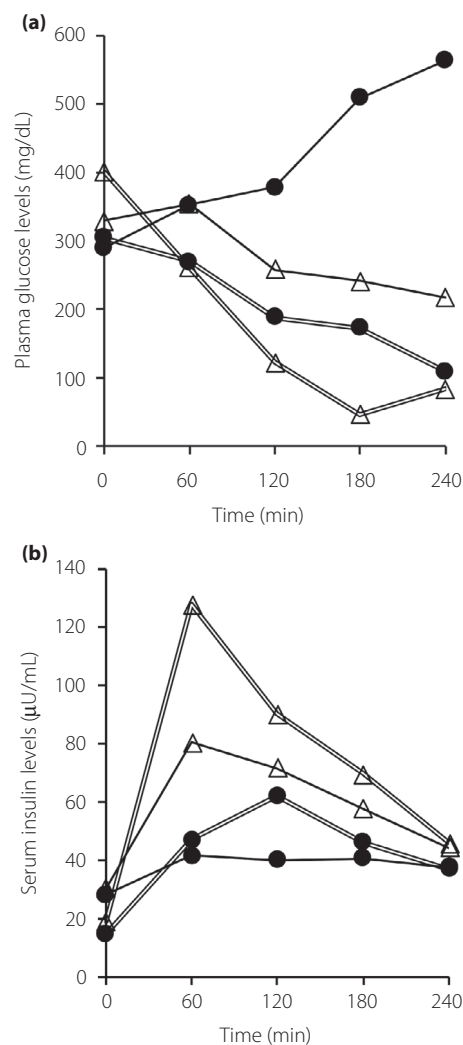 (a)
600
500
400
300
200
100
0
Plasma glucose levels (mg/dL)
0 60 120 180 240
Time (min)
(b)
140
120
100
80
60
40
20
0
Serum insulin levels (μU/mL)
0 60 120 180 240
Time (min)